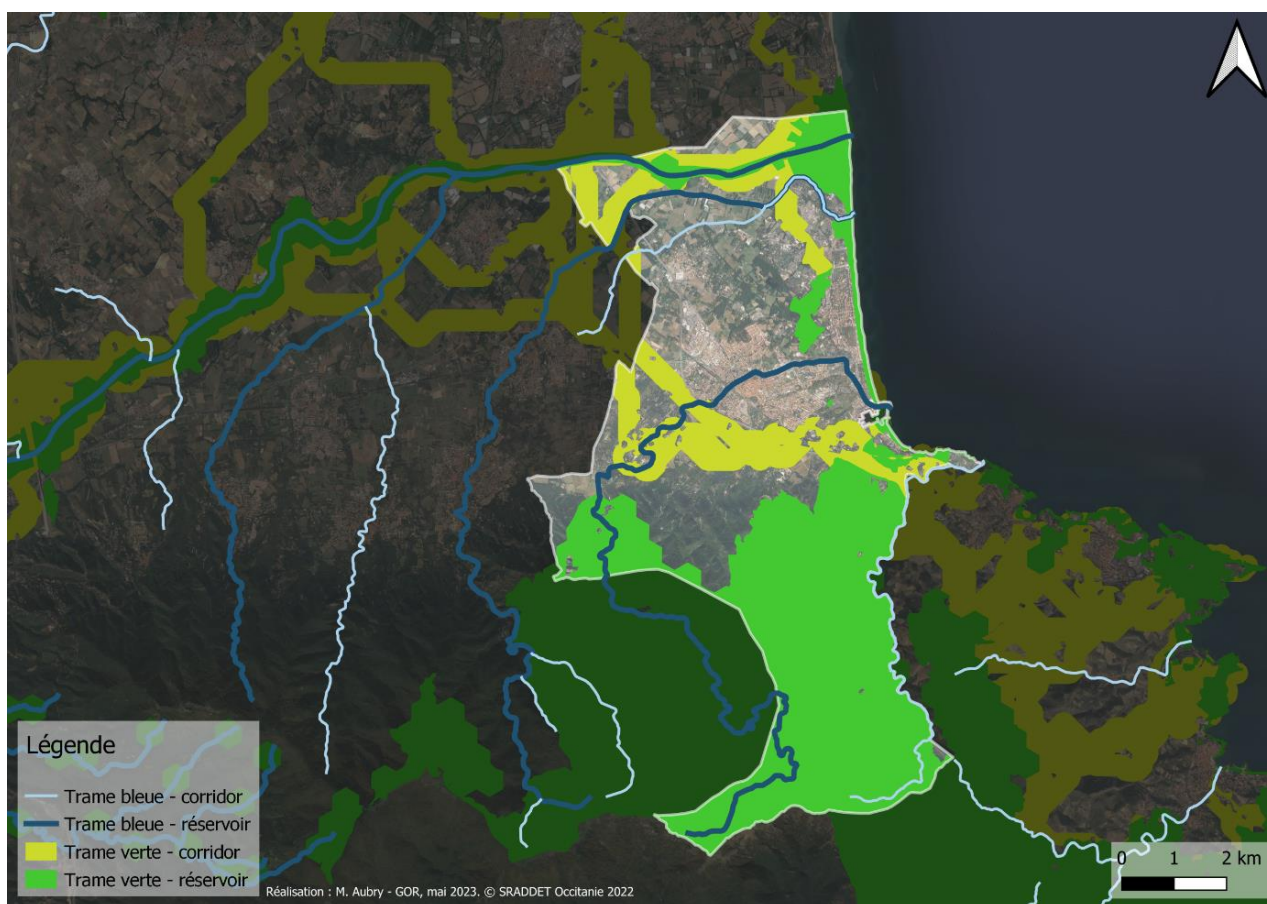 Légende
Trame bleue - corridor
Trame bleue - réservoir
Trame verte - corridor
Trame verte - réservoir
Réalisation : M. Aubry - GOR, mai 2023. © SRADDET Occitanie 2022
0 1 2 km